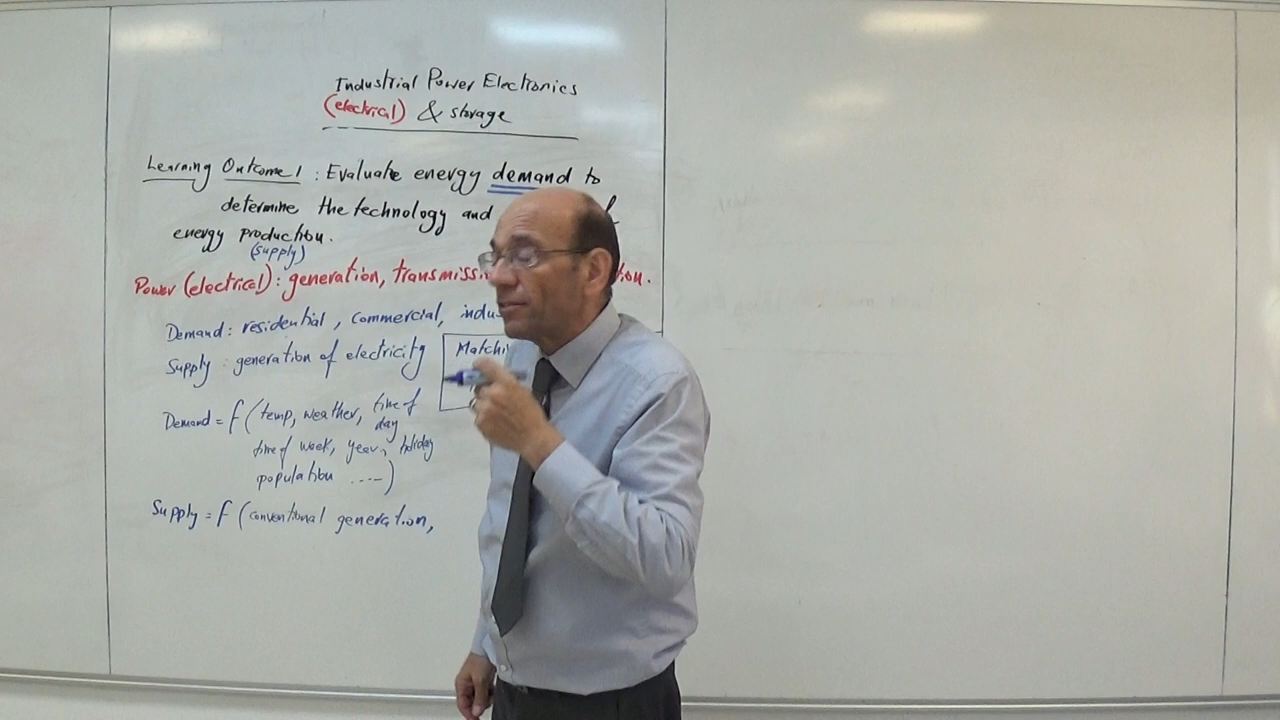 Industrial Power Electronics
(electrical) & storage
Learning Outcome 1 : Evaluate energy demand to
determine the technology and
energy production.
(supply)
Power (electrical) : generation,
Demand : residential, commercial,
Supply : generation of electricity
Demand = f (temp, weather, time of
day
time of week, year, holiday
population ....)
Supply = f (conventional generation,